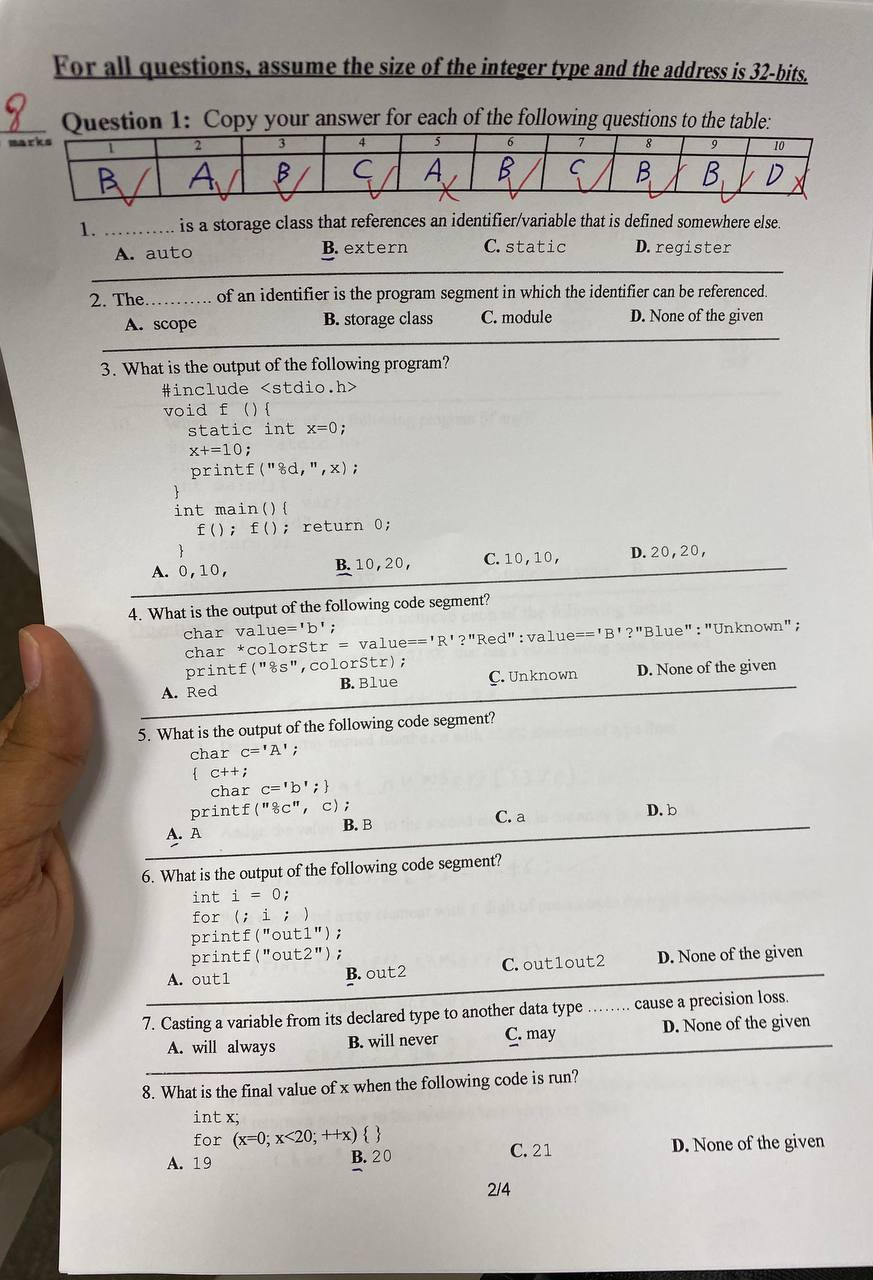 For all questions, assume the size of the integer type and the address is 32-bits.
8
marks
Question 1: Copy your answer for each of the following questions to the table:
1 2 3 4 5 6 7 8 9 10
B✓ A✓ B✓ C✓ A✗ B✓ C✓ B✓ B✓ D✗
1. ........... is a storage class that references an identifier/variable that is defined somewhere else.
A. auto B. extern C. static D. register
2. The........... of an identifier is the program segment in which the identifier can be referenced.
A. scope B. storage class C. module D. None of the given
3. What is the output of the following program?
#include <stdio.h>
void f (){
static int x=0;
x+=10;
printf("%d,",x);
}
int main(){
f(); f(); return 0;
}
A. 0,10, B. 10,20, C. 10,10, D. 20,20,
4. What is the output of the following code segment?
char value='b';
char *colorStr = value=='R'?"Red":value=='B'?"Blue":"Unknown";
printf("%s",colorStr);
A. Red B. Blue C. Unknown D. None of the given
5. What is the output of the following code segment?
char c='A';
{ c++;
char c='b';}
printf("%c", c);
A. A B. B C. a D. b
6. What is the output of the following code segment?
int i = 0;
for (; i ; )
printf("out1");
printf("out2");
A. out1 B. out2 C. out1out2 D. None of the given
7. Casting a variable from its declared type to another data type ........ cause a precision loss.
A. will always B. will never C. may D. None of the given
8. What is the final value of x when the following code is run?
int x;
for (x=0; x<20; ++x) { }
A. 19 B. 20 C. 21 D. None of the given
2/4